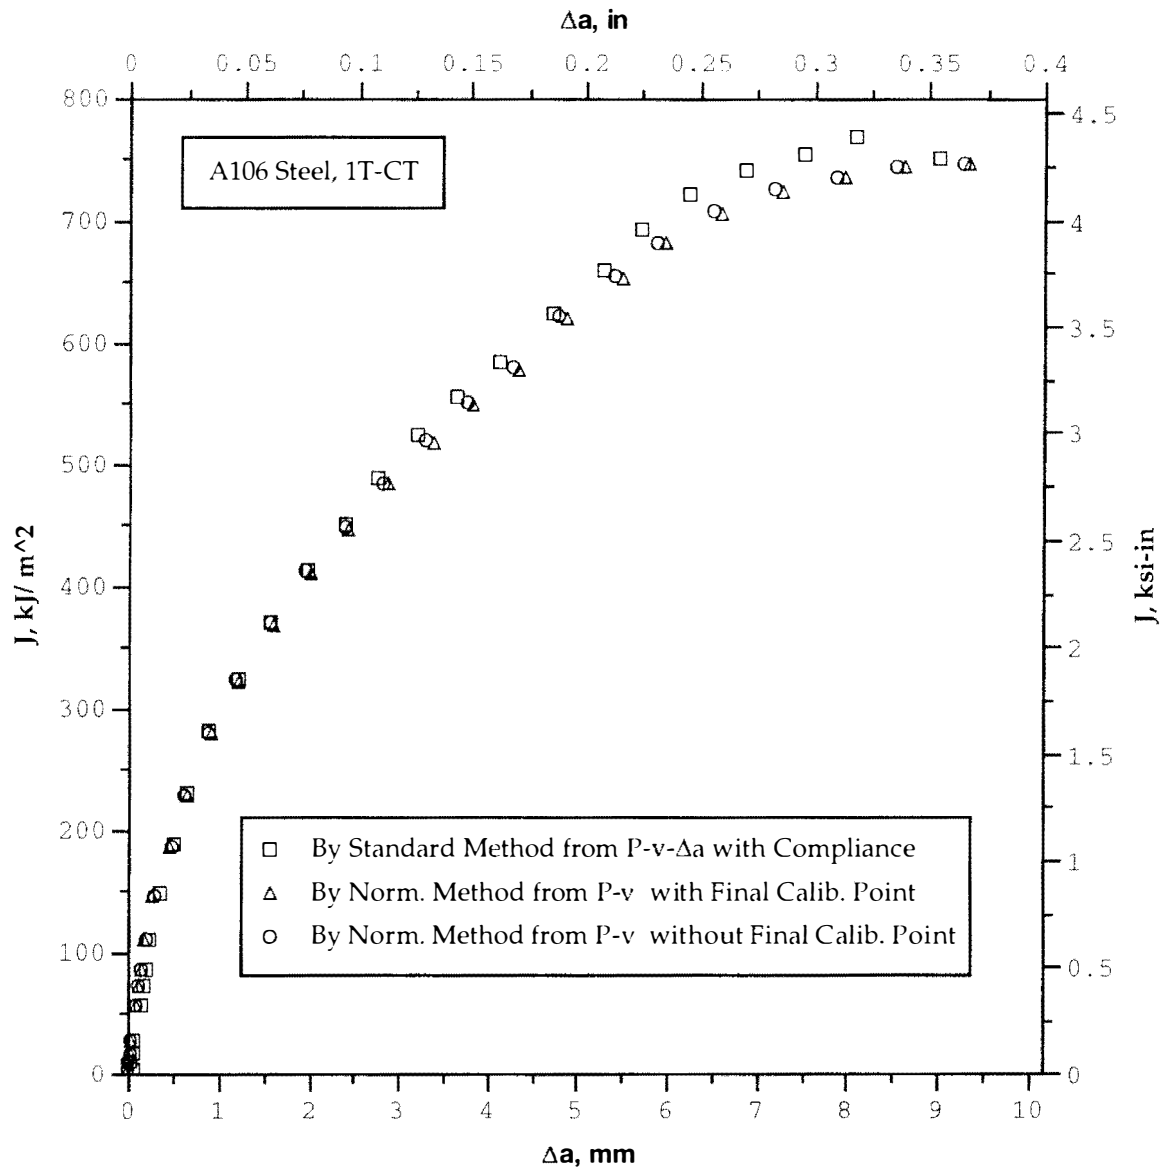 Δa, in
0 0.05 0.1 0.15 0.2 0.25 0.3 0.35 0.4
800
4.5
A106 Steel, 1T-CT
700
4
600
3.5
3
500
J, kJ/m^2
2.5
J, ksi-in
400
2
300
1.5
200
□ By Standard Method from P-v-Δa with Compliance
1
△ By Norm. Method from P-v with Final Calib. Point
○ By Norm. Method from P-v without Final Calib. Point
100
0.5
0
0
0 1 2 3 4 5 6 7 8 9 10
Δa, mm